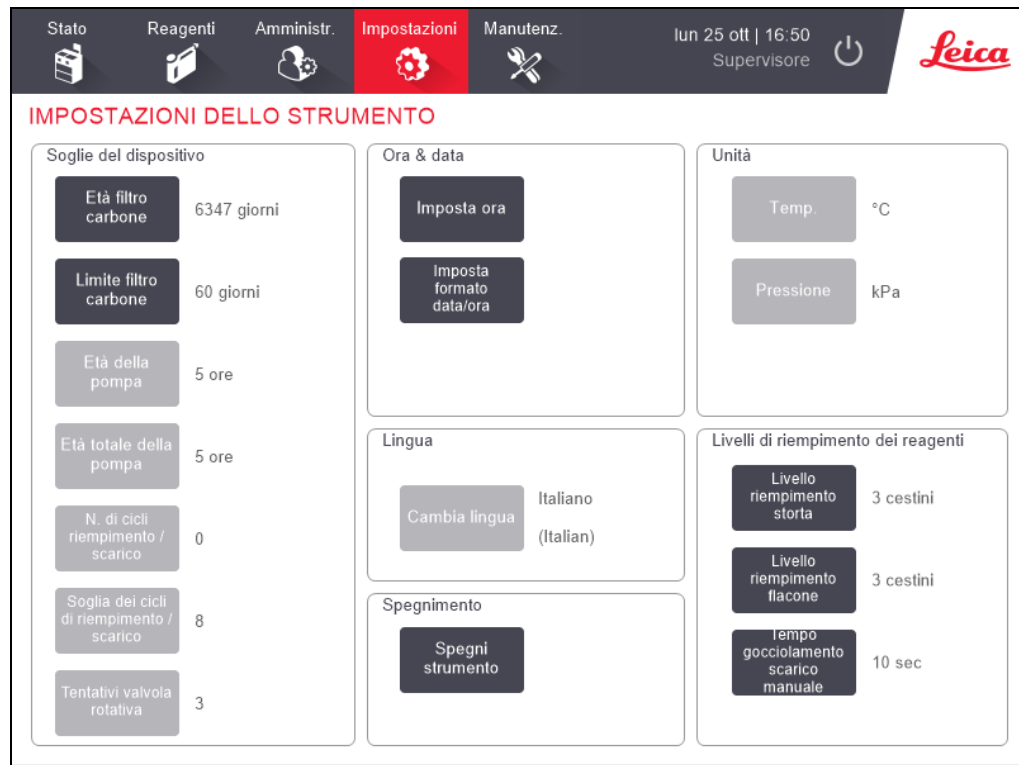 Stato
Reagenti
Amministr.
Impostazioni
Manutenz.
lun 25 ott | 16:50
Supervisore
Leica
IMPOSTAZIONI DELLO STRUMENTO
Soglie del dispositivo
Età filtro
carbone
6347 giorni
Limite filtro
carbone
60 giorni
Età della
pompa
5 ore
Età totale della
pompa
5 ore
N. di cicli
riempimento /
scarico
0
Soglia dei cicli
di riempimento /
scarico
8
Tentativi valvola
rotativa
3
Ora & data
Imposta ora
Imposta
formato
data/ora
Lingua
Cambia lingua
Italiano
(Italian)
Spegnimento
Spegni
strumento
Unità
Temp.
°C
Pressione
kPa
Livelli di riempimento dei reagenti
Livello
riempimento
storta
3 cestini
Livello
riempimento
flacone
3 cestini
Tempo
gocciolamento
scarico
manuale
10 sec